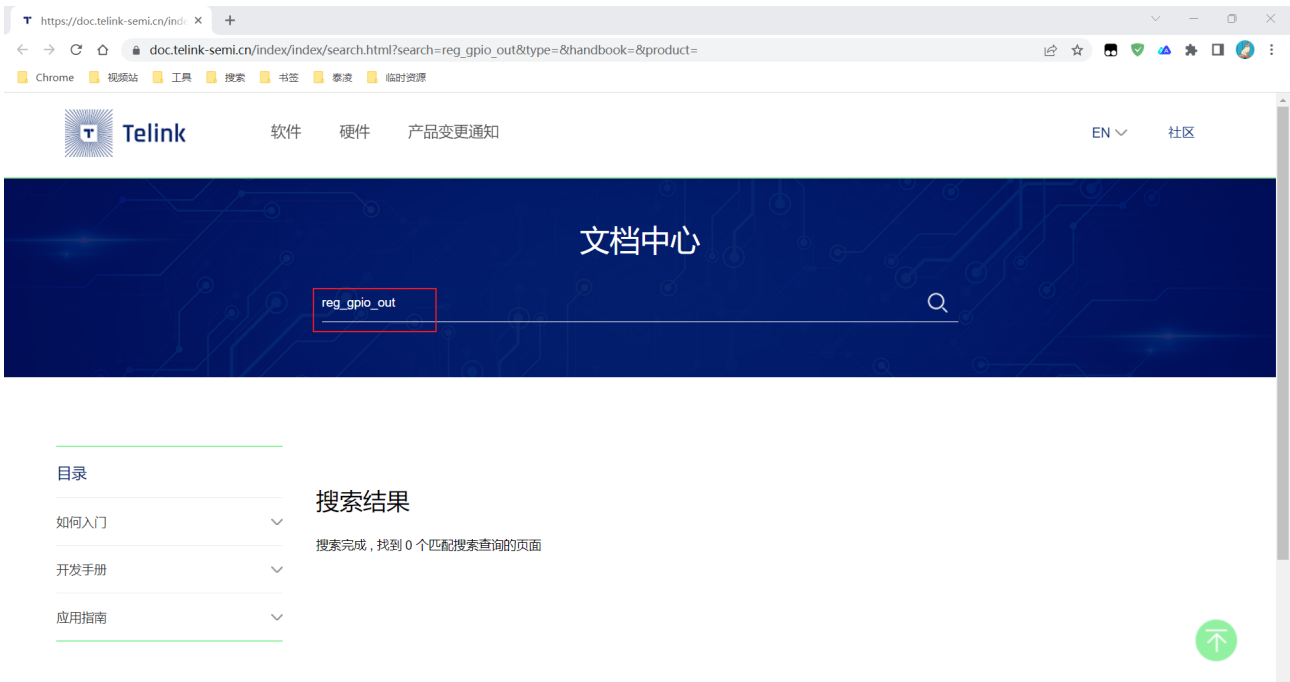 https://doc.telink-semi.cn/inde
doc.telink-semi.cn/index/index/search.html?search=reg_gpio_out&type=&handbook=&product=
Chrome 视频站 工具 搜索 书签 泰凌 临时资源
Telink 软件 硬件 产品变更通知 EN 社区
文档中心
reg_gpio_out
目录
搜索结果
如何入门
搜索完成 , 找到 0 个匹配搜索查询的页面
开发手册
应用指南